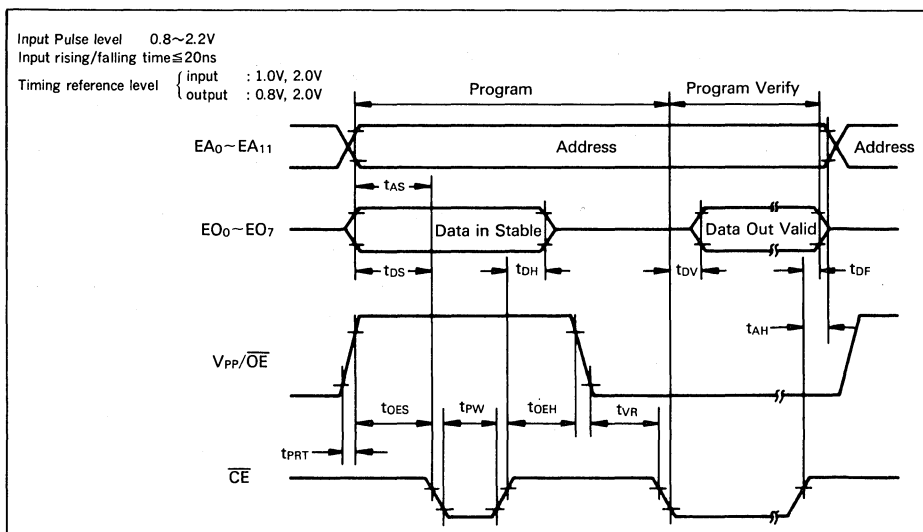 Input Pulse level 0.8~2.2V
Input rising/falling time≦20ns
Timing reference level { input : 1.0V, 2.0V
output : 0.8V, 2.0V
Program
Program Verify
EA0~EA11
Address
Address
tAS
EO0~EO7
Data in Stable
Data Out Valid
tDS
tDH
tDV
tDF
tAH
VPP/OE
tOES
tPW
tOEH
tVR
tPRT
CE